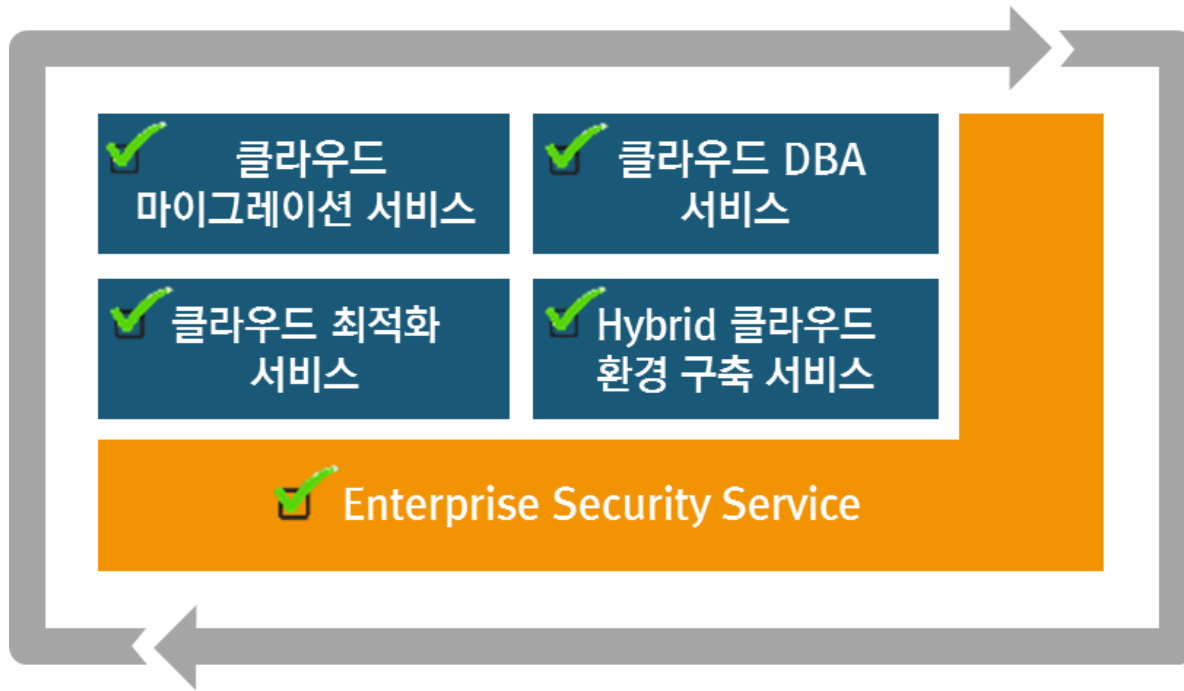 클라우드
마이그레이션 서비스
클라우드 DBA
서비스
클라우드 최적화
서비스
Hybrid 클라우드
환경 구축 서비스
Enterprise Security Service